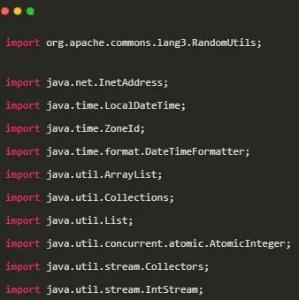 import org.apache.commons.lang3.RandomUtils;
import java.net.InetAddress;
import java.time.LocalDateTime;
import java.time.ZoneId;
import java.time.format.DateTimeFormatter;
import java.util.ArrayList;
import java.util.Collections;
import java.util.List;
import java.util.concurrent.atomic.AtomicInteger;
import java.util.stream.Collectors;
import java.util.stream.IntStream;